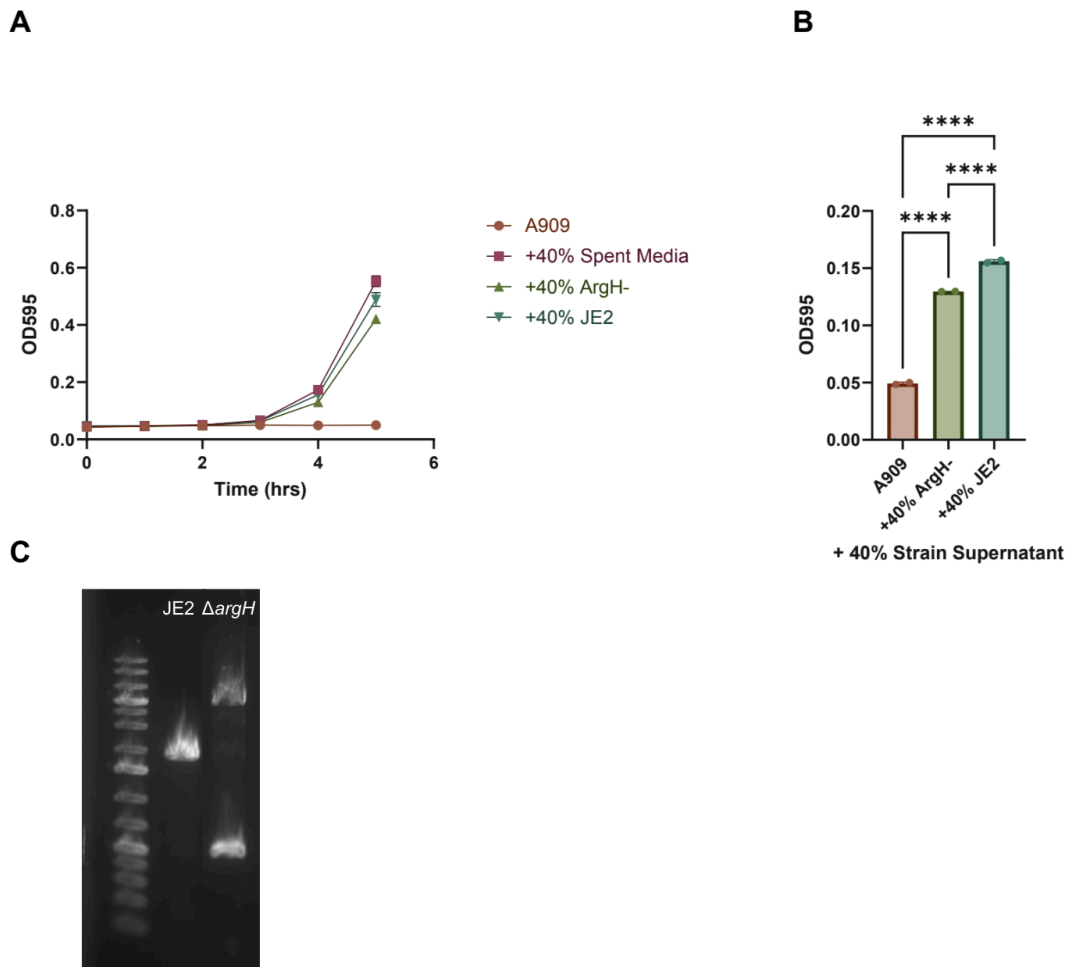 A
B
0.8
0.6
0.4
0.2
0.0
OD595
0
2
4
6
Time (hrs)
A909
+40% Spent Media
+40% ArgH-
+40% JE2
****
****
****
0.20
0.15
0.10
0.05
0.00
OD595
A909
+40% ArgH-
+40% JE2
+ 40% Strain Supernatant
C
JE2 ΔargH